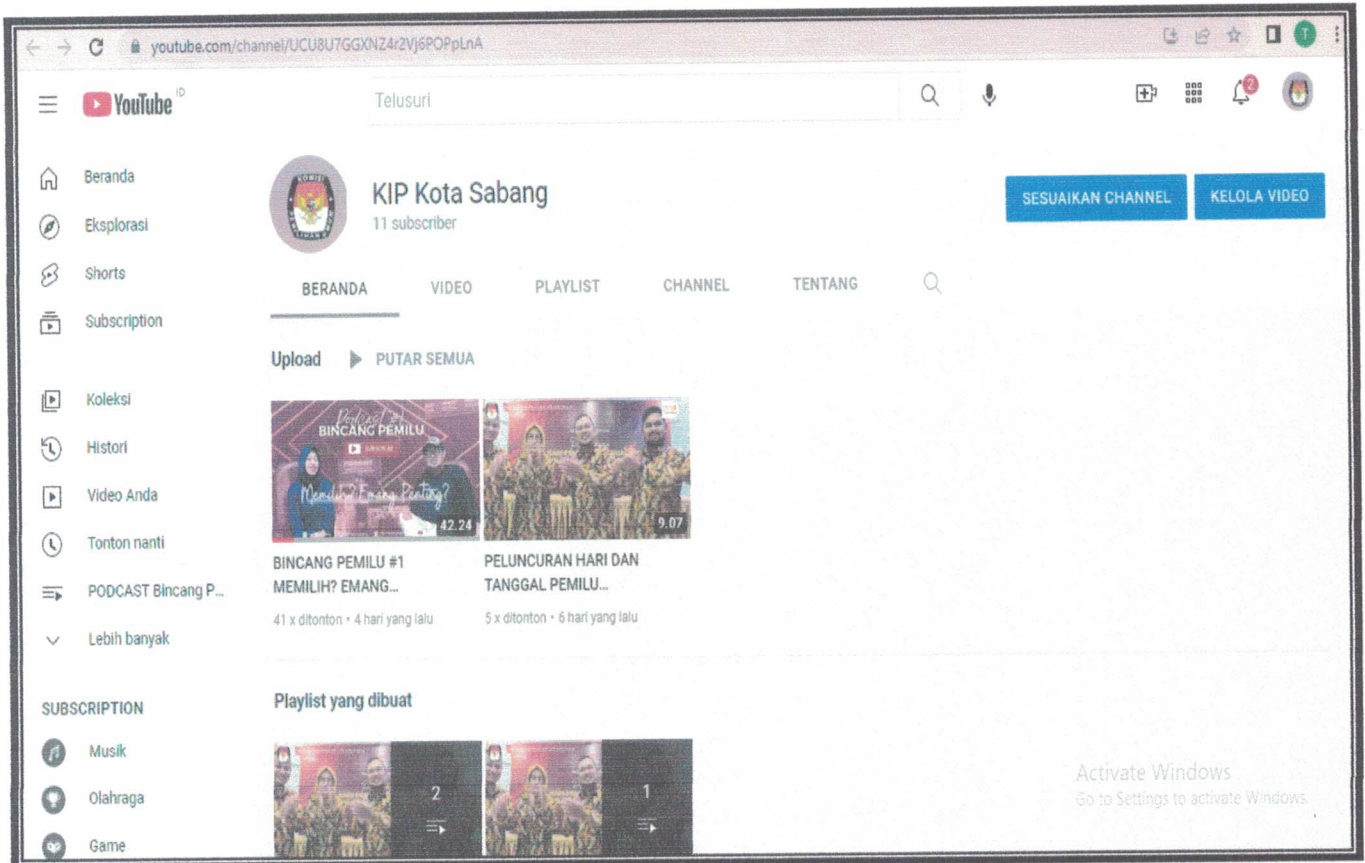 youtube.com/channel/UCU8U7GGXNZ4r2Vj6POPpLnA
T
YouTube ID
Telusuri
2
Beranda
Eksplorasi
Shorts
Subscription
Koleksi
Histori
Video Anda
Tonton nanti
PODCAST Bincang P...
Lebih banyak
SUBSCRIPTION
Musik
Olahraga
Game
KOMISI
KIP Kota Sabang
11 subscriber
SESUAIKAN CHANNEL
KELOLA VIDEO
BERANDA
VIDEO
PLAYLIST
CHANNEL
TENTANG
Upload
PUTAR SEMUA
Podcast #1
BINCANG PEMILU
Memilih? Emang Penting?
42.24
9.07
BINCANG PEMILU #1
MEMILIH? EMANG...
41 x ditonton • 4 hari yang lalu
PELUNCURAN HARI DAN
TANGGAL PEMILU...
5 x ditonton • 6 hari yang lalu
Playlist yang dibuat
2
1
Activate Windows
Go to Settings to activate Windows.